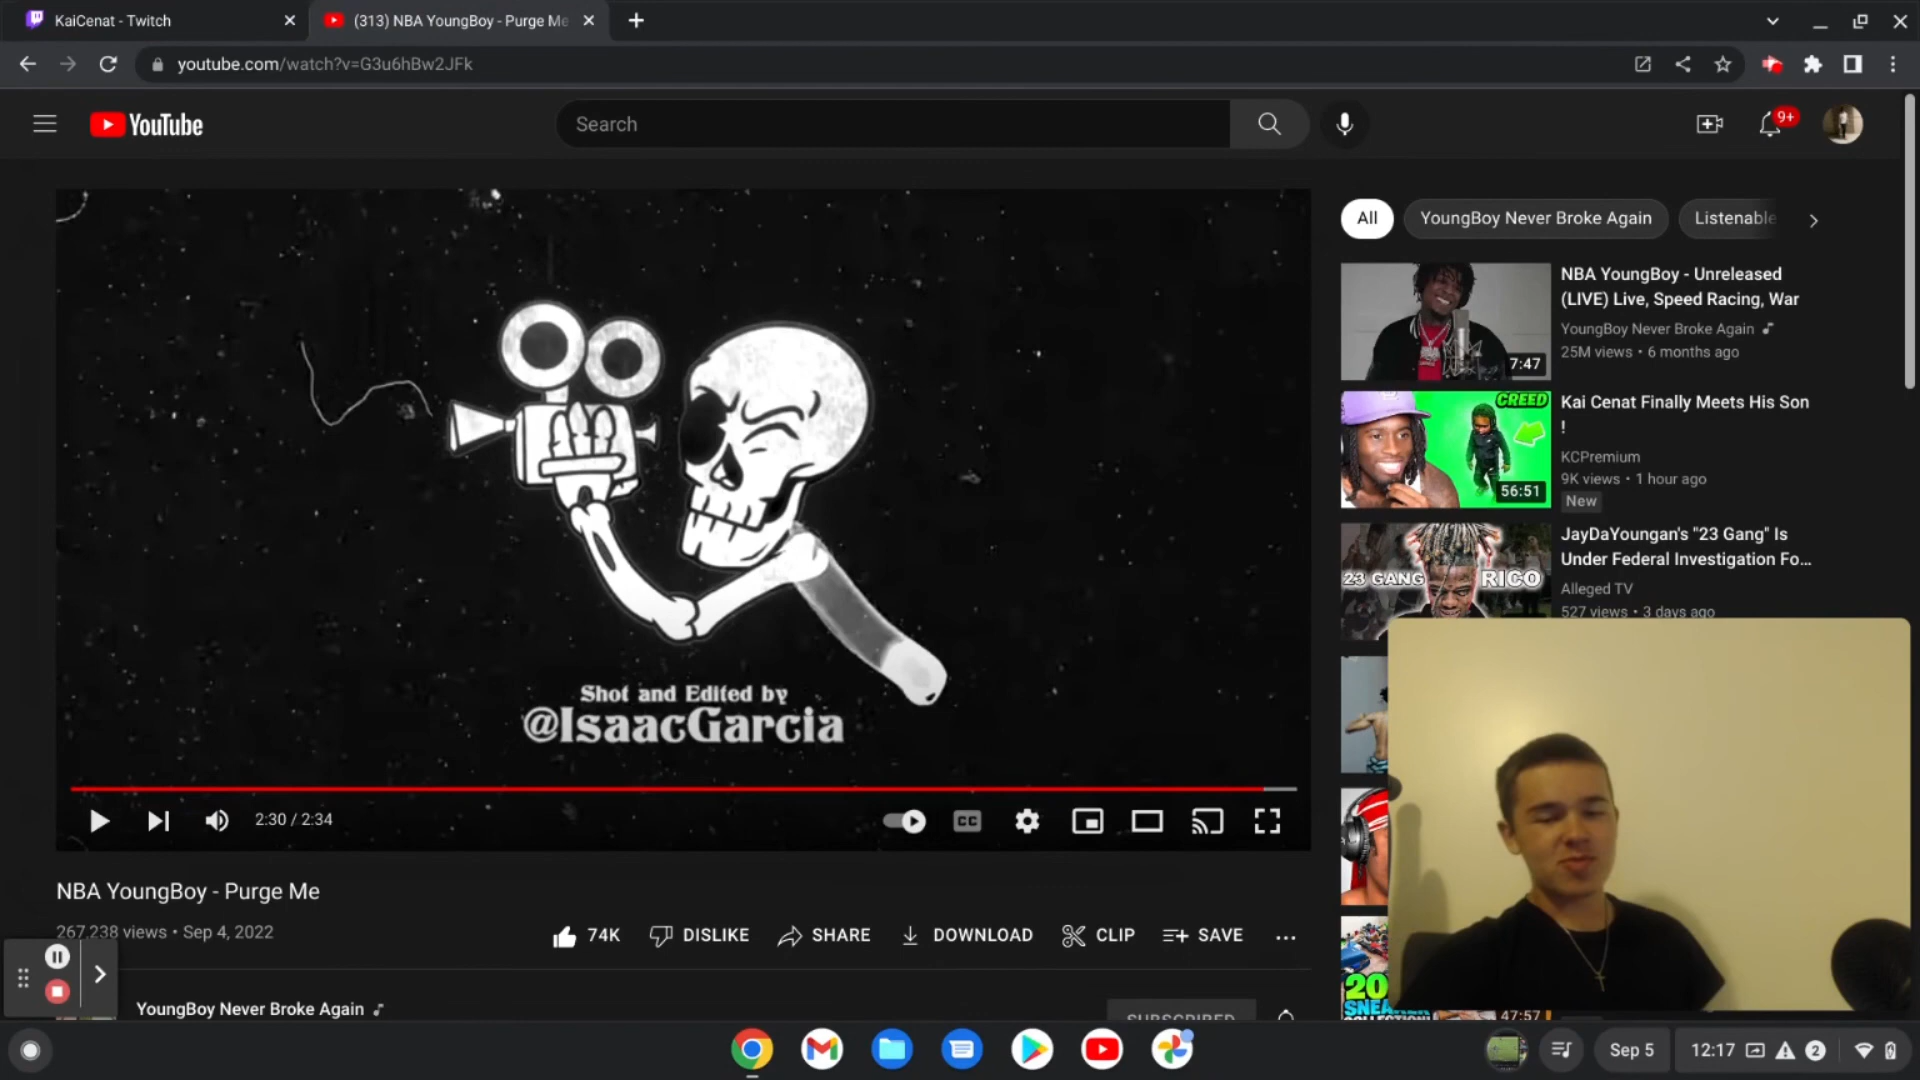 KaiCenat - Twitch
(313) NBA YoungBoy - Purge Me
youtube.com/watch?v=G3u6hBw2JFk
YouTube
Search
9+
All
YoungBoy Never Broke Again
Listenable
NBA YoungBoy - Unreleased
(LIVE) Live, Speed Racing, War
YoungBoy Never Broke Again
25M views • 6 months ago
7:47
CREED
Kai Cenat Finally Meets His Son
!
KCPremium
9K views • 1 hour ago
56:51
New
23 GANG RICO
JayDaYoungan's "23 Gang" Is
Under Federal Investigation Fo...
Alleged TV
527 views • 3 days ago
Shot and Edited by
@IsaacGarcia
2:30 / 2:34
CC
NBA YoungBoy - Purge Me
267,238 views • Sep 4, 2022
74K
DISLIKE
SHARE
DOWNLOAD
CLIP
SAVE
...
YoungBoy Never Broke Again
SUBSCRIBED
20
SNEAKER
47:57
Sep 5
12:17
2